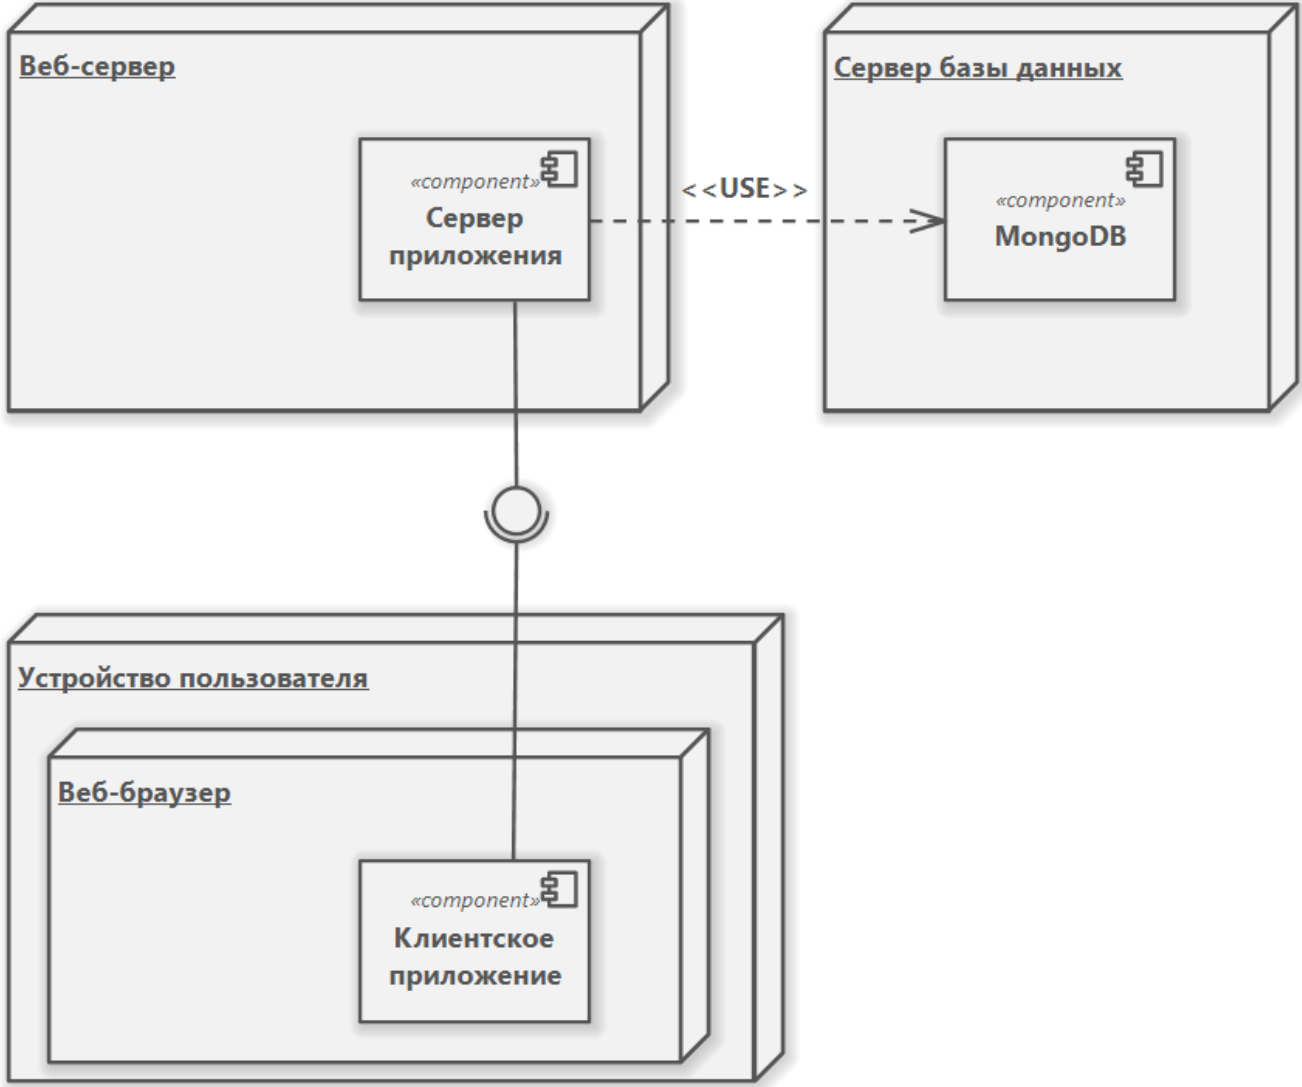 Веб-сервер
«component»
Сервер
приложения
<<USE>>
Сервер базы данных
«component»
MongoDB
Устройство пользователя
Веб-браузер
«component»
Клиентское
приложение